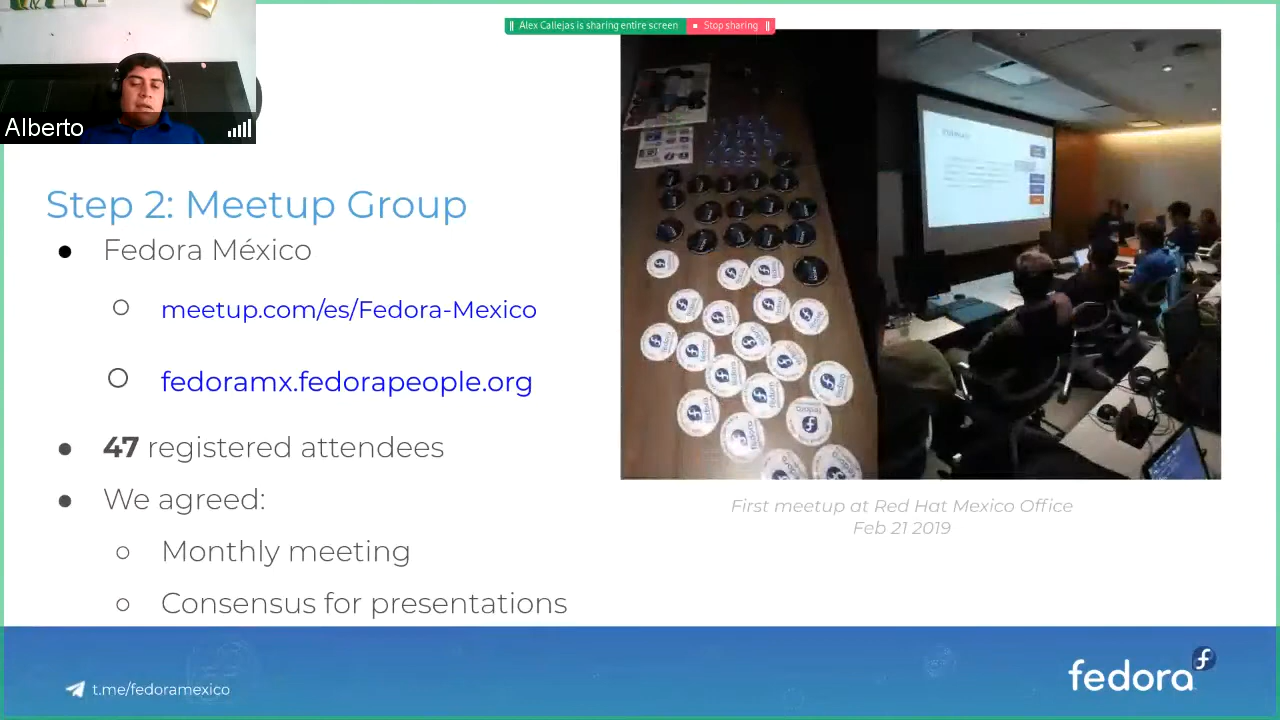 Alex Callejas is sharing entire screen
Stop sharing
Alberto
Step 2: Meetup Group
Fedora México
meetup.com/es/Fedora-Mexico
fedoramx.fedorapeople.org
47 registered attendees
We agreed:
Monthly meeting
Consensus for presentations
First meetup at Red Hat Mexico Office
Feb 21 2019
t.me/fedoramexico
fedora